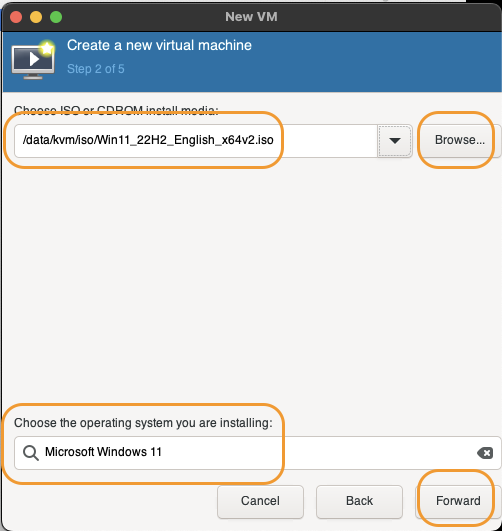 New VM
Create a new virtual machine
Step 2 of 5
Choose ISO or CDROM install media:
/data/kvm/iso/Win11_22H2_English_x64v2.iso
Browse...
Choose the operating system you are installing:
Microsoft Windows 11
Cancel
Back
Forward